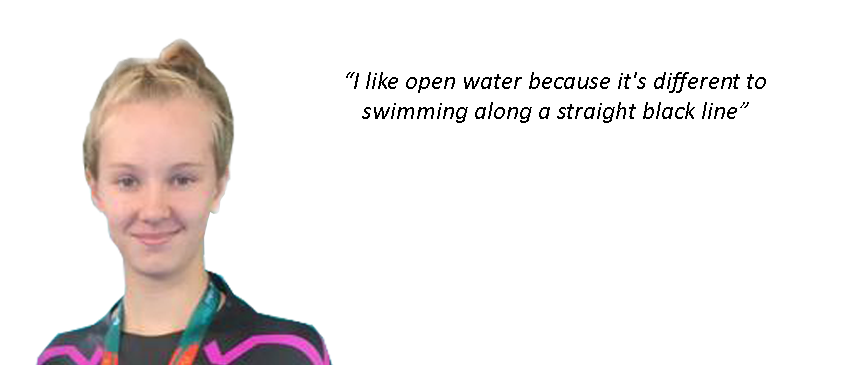 “I like open water because it's different to
swimming along a straight black line”